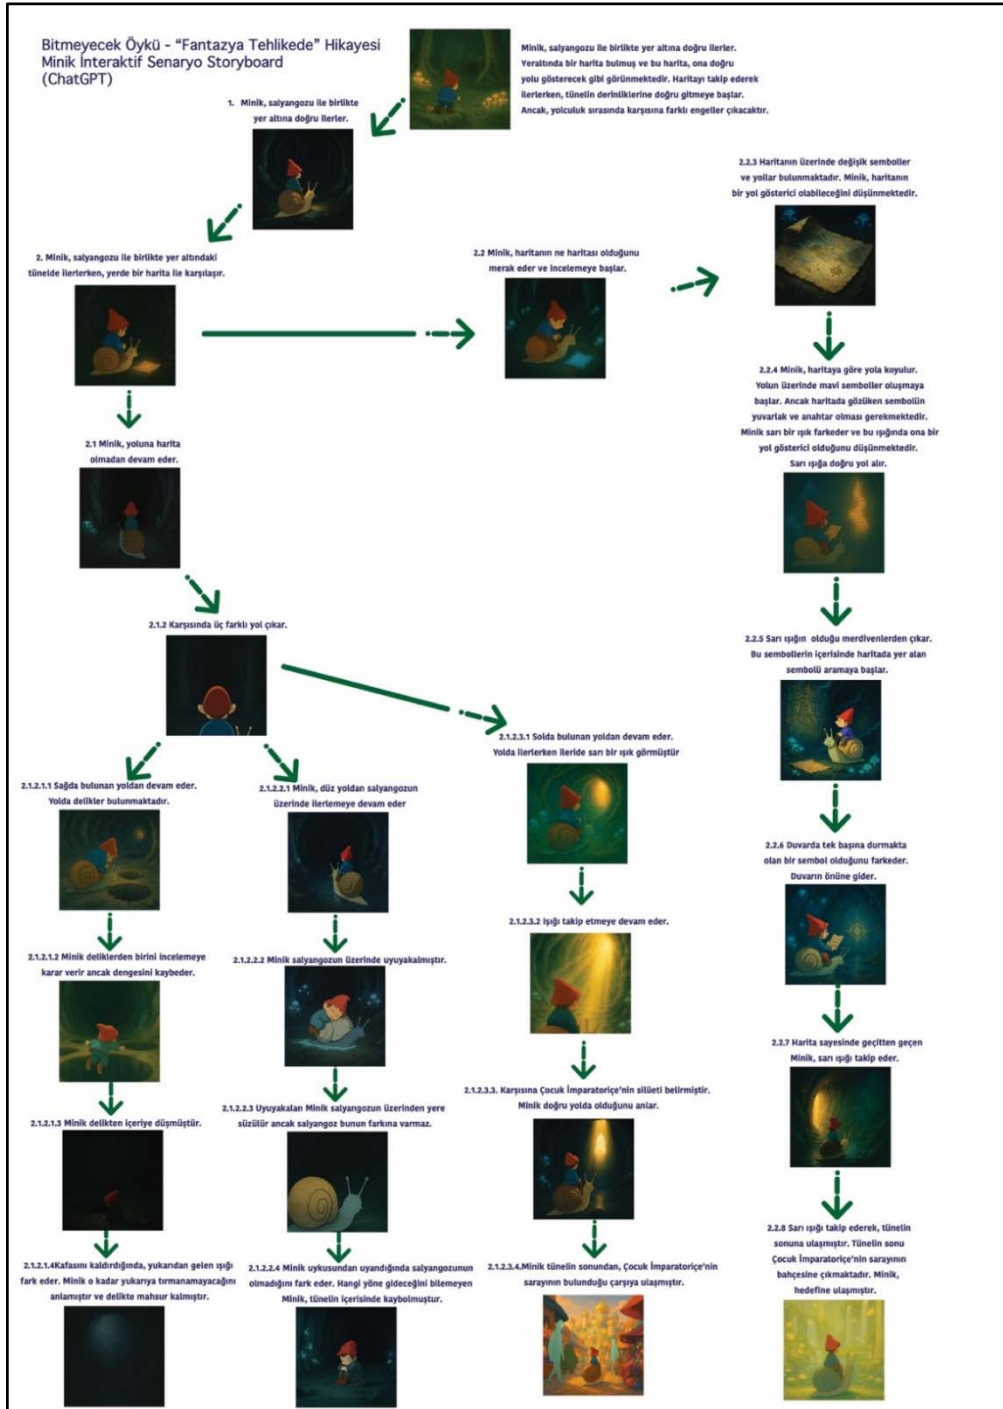 Bitmeyecek Öykü - “Fantazya Tehlikede” Hikayesi
Minik İnteraktif Senaryo Storyboard
(ChatGPT)
Minik, salyangozu ile birlikte yer altına doğru ilerler.
Yeraltında bir harita bulmuş ve bu harita, ona doğru
yolu gösterecek gibi görünmektedir. Haritayı takip ederek
ilerlerken, tünelin derinliklerine doğru gitmeye başlar.
Ancak, yolculuk sırasında karşısına farklı engeller çıkacaktır.
1. Minik, salyangozu ile birlikte
yer altına doğru ilerler.
2. Minik, salyangozu ile birlikte yer altındaki
tünelde ilerlerken, yerde bir harita ile karşılaşır.
2.2 Minik, haritanın ne haritası olduğunu
merak eder ve incelemeye başlar.
2.2.3 Haritanın üzerinde değişik semboller
ve yollar bulunmaktadır. Minik, haritanın
bir yol gösterici olabileceğini düşünmektedir.
2.2.4 Minik, haritaya göre yola koyulur.
Yolun üzerinde mavi semboller oluşmaya
başlar. Ancak haritada gözüken sembolün
yuvarlak ve anahtar olması gerekmektedir.
Minik sarı bir ışık farkeder ve bu ışığında ona bir
yol gösterici olduğunu düşünmektedir.
Sarı ışığa doğru yol alır.
2.1 Minik, yoluna harita
olmadan devam eder.
2.1.2 Karşısında üç farklı yol çıkar.
2.2.5 Sarı ışığın olduğu merdivenlerden çıkar.
Bu sembollerin içerisinde haritada yer alan
sembolü aramaya başlar.
2.1.2.1.1 Sağda bulunan yoldan devam eder.
Yolda delikler bulunmaktadır.
2.1.2.2.1 Minik, düz yoldan salyangozun
üzerinde ilerlemeye devam eder
2.1.2.3.1 Solda bulunan yoldan devam eder.
Yolda ilerlerken ileride sarı bir ışık görmüştür
2.2.6 Duvarda tek başına durmakta
olan bir sembol olduğunu farkeder.
Duvarın önüne gider.
2.1.2.1.2 Minik deliklerden birini incelemeye
karar verir ancak dengesini kaybeder.
2.1.2.2.2 Minik salyangozun üzerinde uyuyakalmıştır.
2.1.2.3.2 Işığı takip etmeye devam eder.
2.2.7 Harita sayesinde geçitten geçen
Minik, sarı ışığı takip eder.
2.1.2.1.3 Minik delikten içeriye düşmüştür.
2.1.2.2.3 Uyuyakalan Minik salyangozun üzerinden yere
süzülür ancak salyangoz bunun farkına varmaz.
2.1.2.3.3. Karşısına Çocuk İmparatoriçe’nin silüeti belirmiştir.
Minik doğru yolda olduğunu anlar.
2.2.8 Sarı ışığı takip ederek, tünelin
sonuna ulaşmıştır. Tünelin sonu
Çocuk İmparatoriçe’nin sarayının
bahçesine çıkmaktadır. Minik,
hedefine ulaşmıştır.
2.1.2.1.4Kafasını kaldırdığında, yukarıdan gelen ışığı
fark eder. Minik o kadar yukarıya tırmanamayacağını
anlamıştır ve delikte mahsur kalmıştır.
2.1.2.2.4 Minik uykusundan uyandığında salyangozunun
olmadığını fark eder. Hangi yöne gideceğini bilemeyen
Minik, tünelin içerisinde kaybolmuştur.
2.1.2.3.4.Minik tünelin sonundan, Çocuk İmparatoriçe’nin
sarayının bulunduğu çarşıya ulaşmıştır.